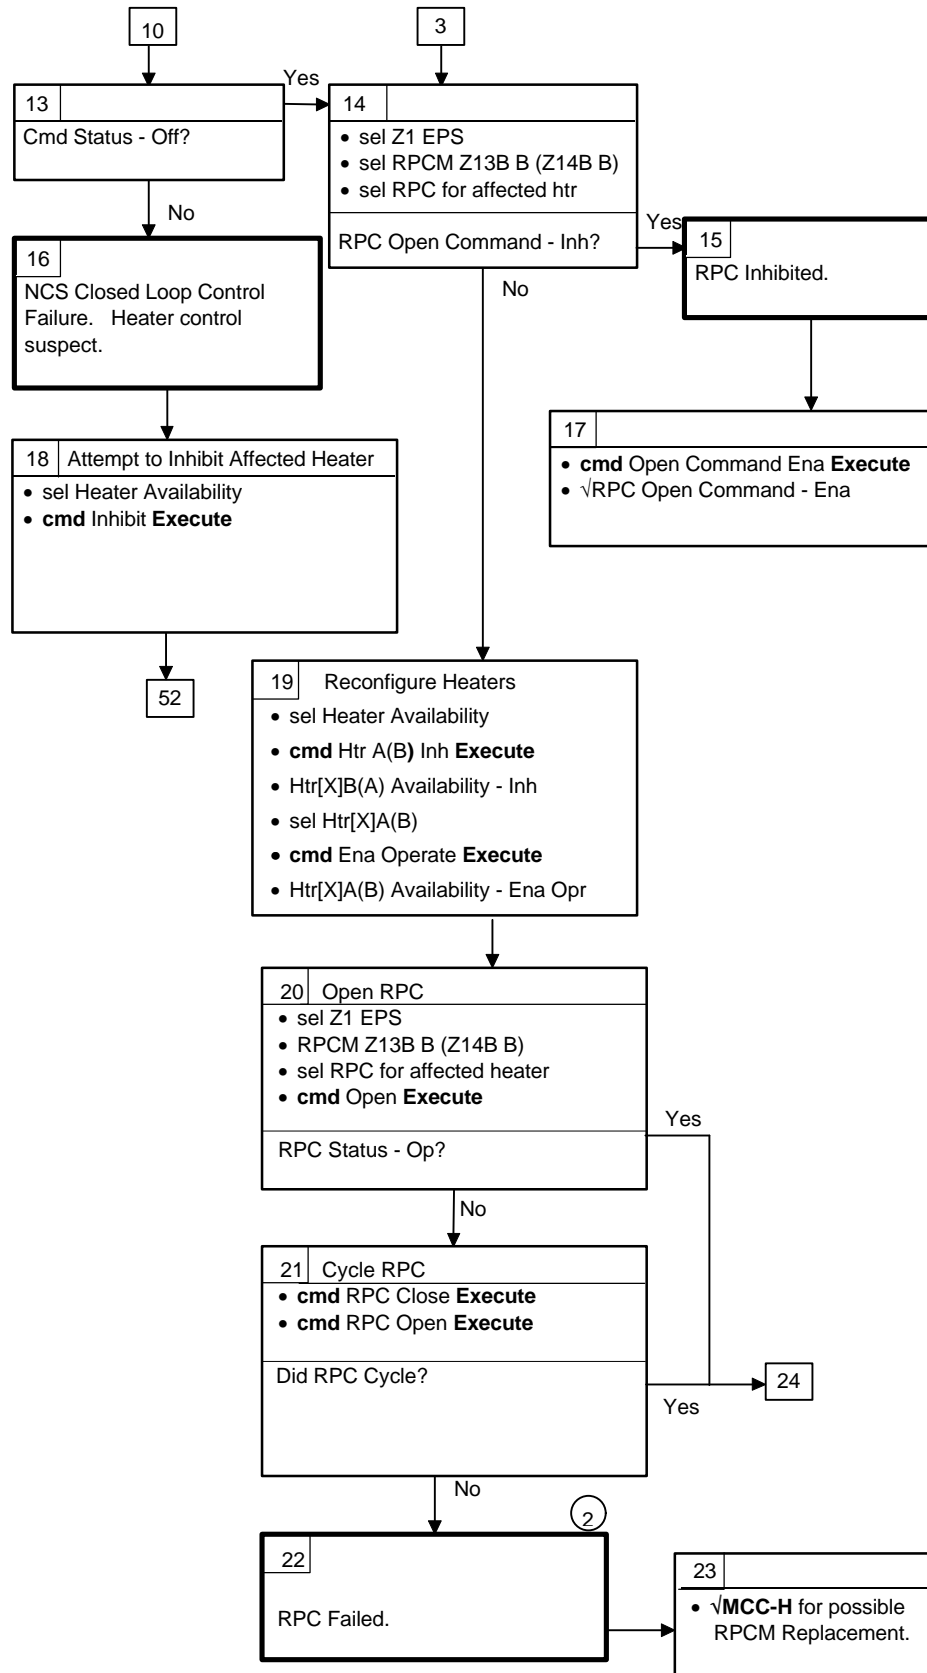 10
3
Yes
13
Cmd Status - Off?
No
14
• sel Z1 EPS
• sel RPCM Z13B B (Z14B B)
• sel RPC for affected htr
RPC Open Command - Inh?
Yes
No
15
RPC Inhibited.
16
NCS Closed Loop Control
Failure. Heater control
suspect.
17
• cmd Open Command Ena Execute
• √RPC Open Command - Ena
18 Attempt to Inhibit Affected Heater
• sel Heater Availability
• cmd Inhibit Execute
52
19 Reconfigure Heaters
• sel Heater Availability
• cmd Htr A(B) Inh Execute
• Htr[X]B(A) Availability - Inh
• sel Htr[X]A(B)
• cmd Ena Operate Execute
• Htr[X]A(B) Availability - Ena Opr
20 Open RPC
• sel Z1 EPS
• RPCM Z13B B (Z14B B)
• sel RPC for affected heater
• cmd Open Execute
RPC Status - Op?
Yes
No
21 Cycle RPC
• cmd RPC Close Execute
• cmd RPC Open Execute
Did RPC Cycle?
Yes
24
No
2
22
RPC Failed.
23
• √MCC-H for possible
RPCM Replacement.